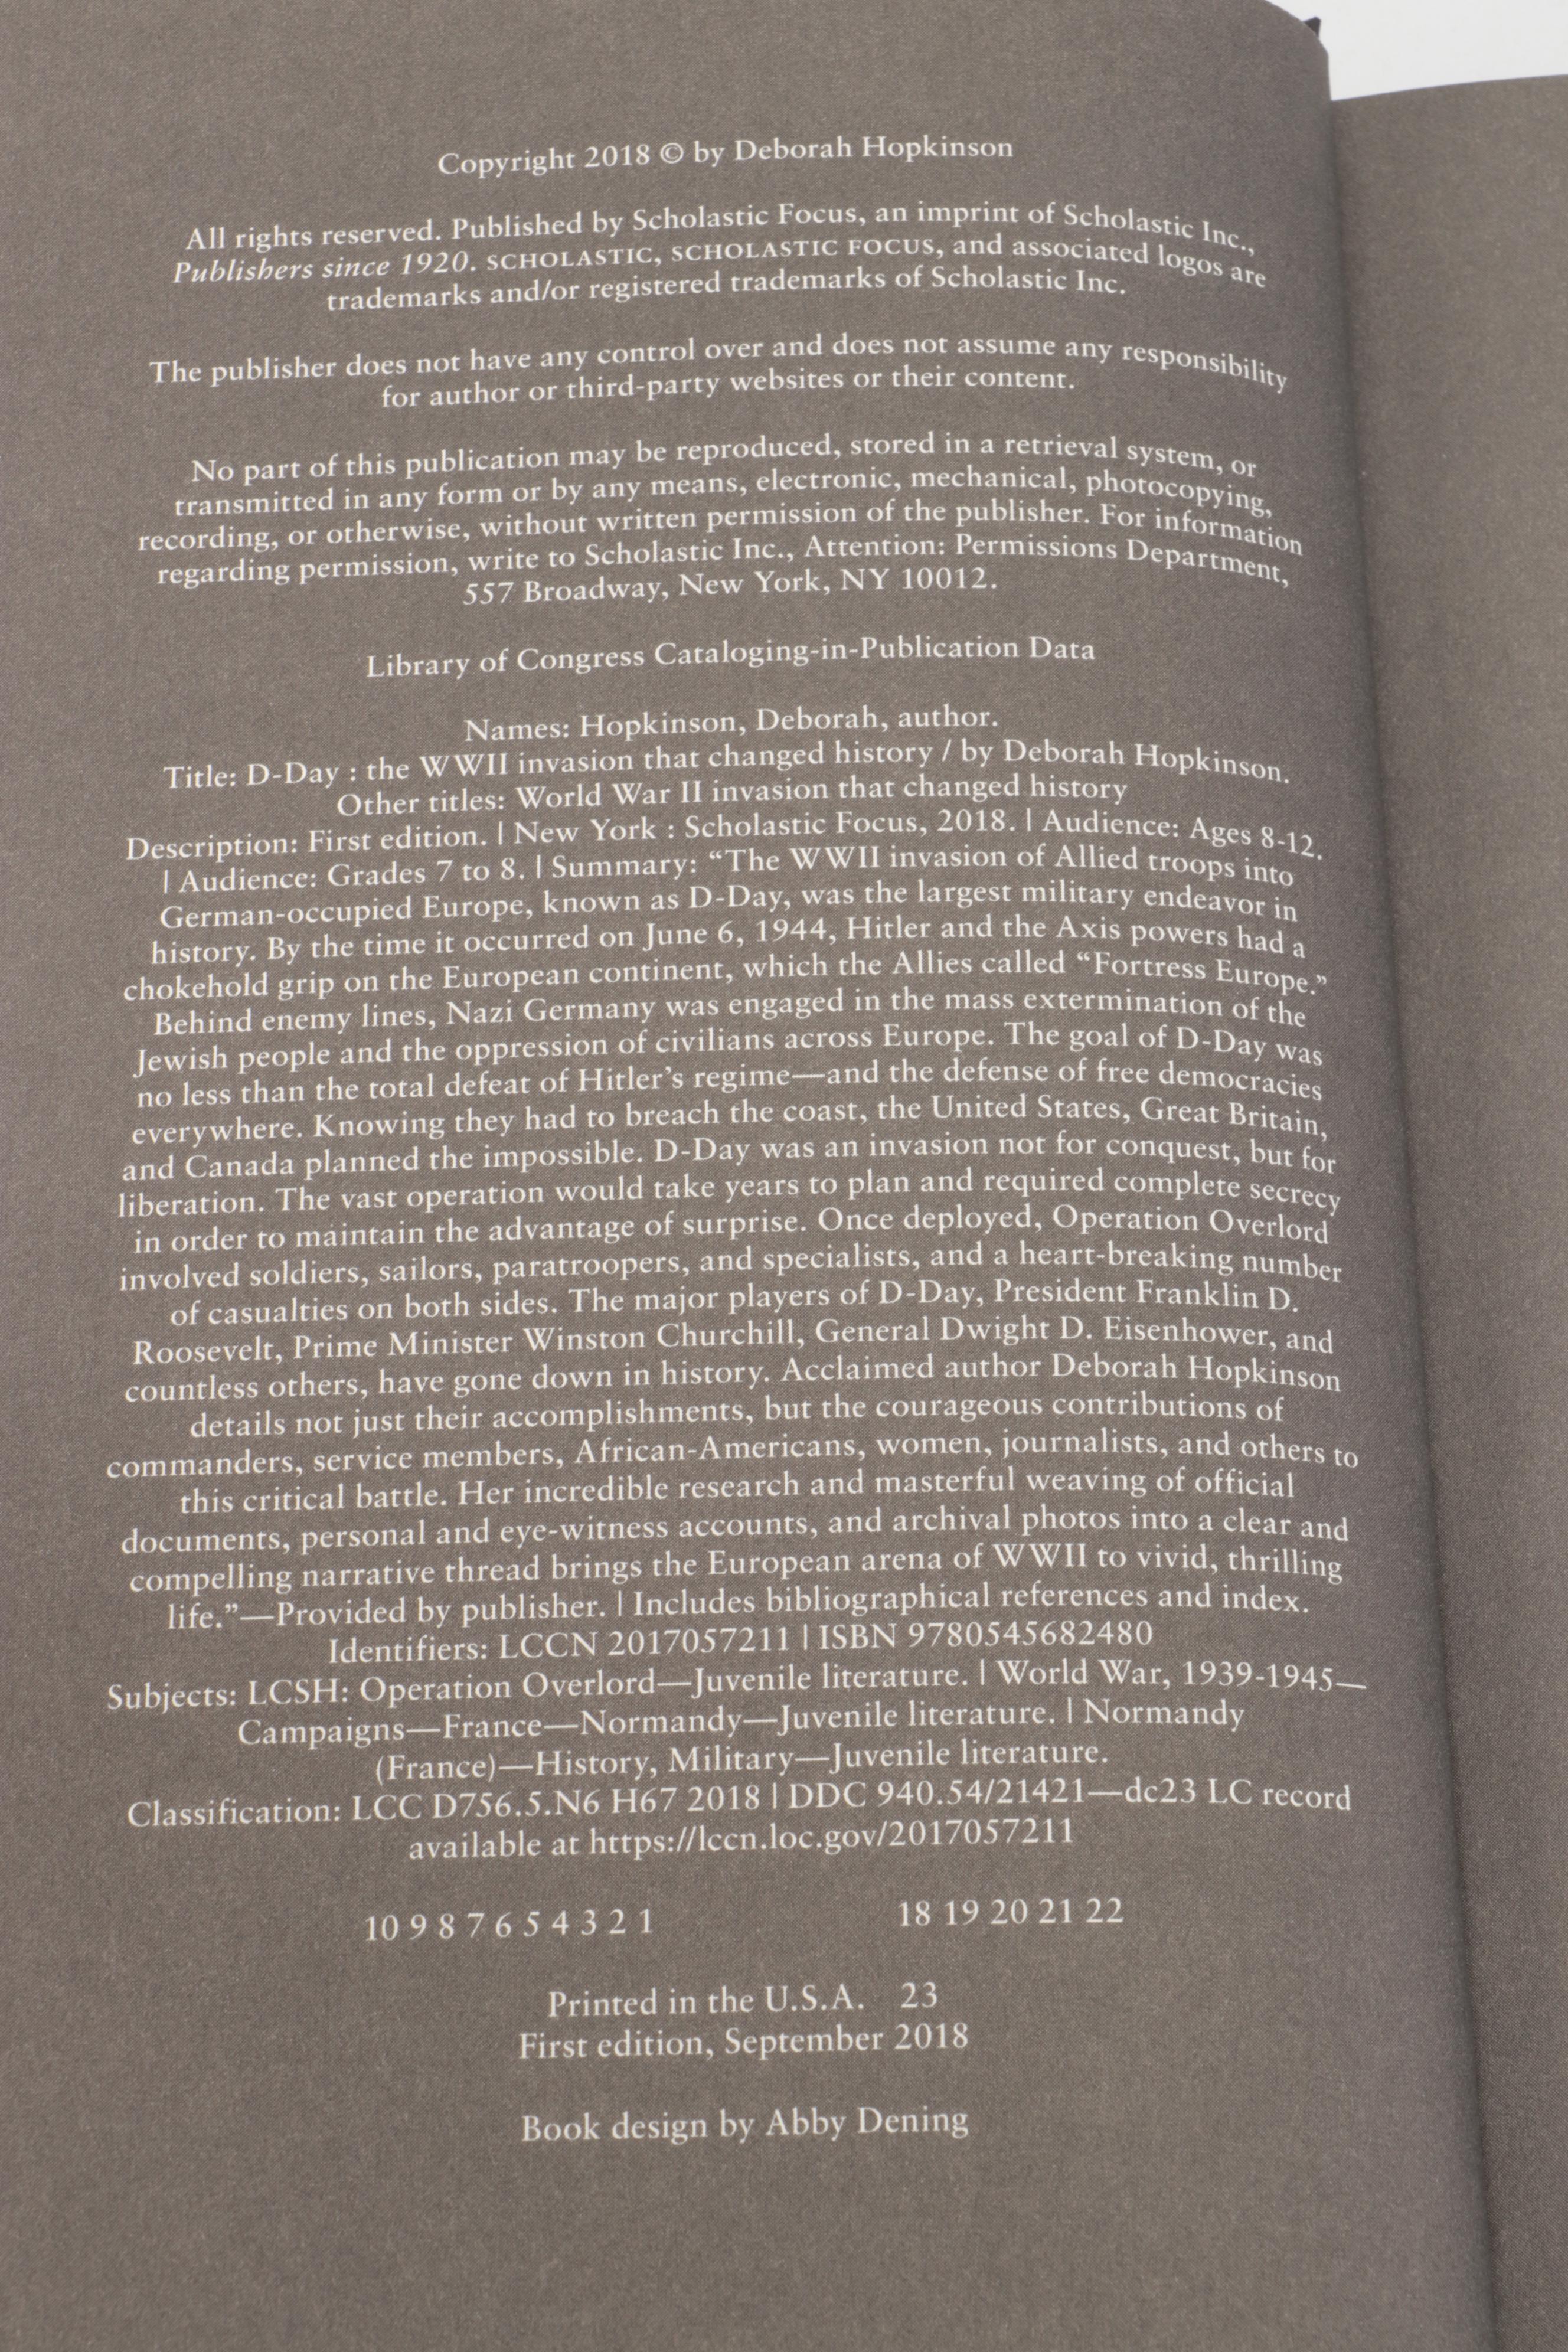 Copyright 2018 © by Deborah Hopkinson
All rights reserved. Published by Scholastic Focus, an imprint of Scholastic Inc.,
Publishers since 1920. SCHOLASTIC, SCHOLASTIC FOCUS, and associated logos are
trademarks and/or registered trademarks of Scholastic Inc.
The publisher does not have any control over and does not assume any responsibility
for author or third-party websites or their content.
No part of this publication may be reproduced, stored in a retrieval system, or
transmitted in any form or by any means, electronic, mechanical, photocopying,
recording, or otherwise, without written permission of the publisher. For information
regarding permission, write to Scholastic Inc., Attention: Permissions Department,
557 Broadway, New York, NY 10012.
Library of Congress Cataloging-in-Publication Data
Names: Hopkinson, Deborah, author.
Title: D-Day : the WWII invasion that changed history / by Deborah Hopkinson.
Other titles: World War II invasion that changed history
Description: First edition. | New York : Scholastic Focus, 2018. | Audience: Ages 8-12.
| Audience: Grades 7 to 8. | Summary: “The WWII invasion of Allied troops into
German-occupied Europe, known as D-Day, was the largest military endeavor in
history. By the time it occurred on June 6, 1944, Hitler and the Axis powers had a
chokehold grip on the European continent, which the Allies called “Fortress Europe.”
Behind enemy lines, Nazi Germany was engaged in the mass extermination of the
Jewish people and the oppression of civilians across Europe. The goal of D-Day was
no less than the total defeat of Hitler’s regime—and the defense of free democracies
everywhere. Knowing they had to breach the coast, the United States, Great Britain,
and Canada planned the impossible. D-Day was an invasion not for conquest, but for
liberation. The vast operation would take years to plan and required complete secrecy
in order to maintain the advantage of surprise. Once deployed, Operation Overlord
involved soldiers, sailors, paratroopers, and specialists, and a heart-breaking number
of casualties on both sides. The major players of D-Day, President Franklin D.
Roosevelt, Prime Minister Winston Churchill, General Dwight D. Eisenhower, and
countless others, have gone down in history. Acclaimed author Deborah Hopkinson
details not just their accomplishments, but the courageous contributions of
commanders, service members, African-Americans, women, journalists, and others to
this critical battle. Her incredible research and masterful weaving of official
documents, personal and eye-witness accounts, and archival photos into a clear and
compelling narrative thread brings the European arena of WWII to vivid, thrilling
life.”—Provided by publisher. | Includes bibliographical references and index.
Identifiers: LCCN 2017057211 | ISBN 9780545682480
Subjects: LCSH: Operation Overlord—Juvenile literature. | World War, 1939-1945—
Campaigns—France—Normandy—Juvenile literature. | Normandy
(France)—History, Military—Juvenile literature.
Classification: LCC D756.5.N6 H67 2018 | DDC 940.54/21421—dc23 LC record
available at https://lccn.loc.gov/2017057211
10 9 8 7 6 5 4 3 2 1 18 19 20 21 22
Printed in the U.S.A. 23
First edition, September 2018
Book design by Abby Dening